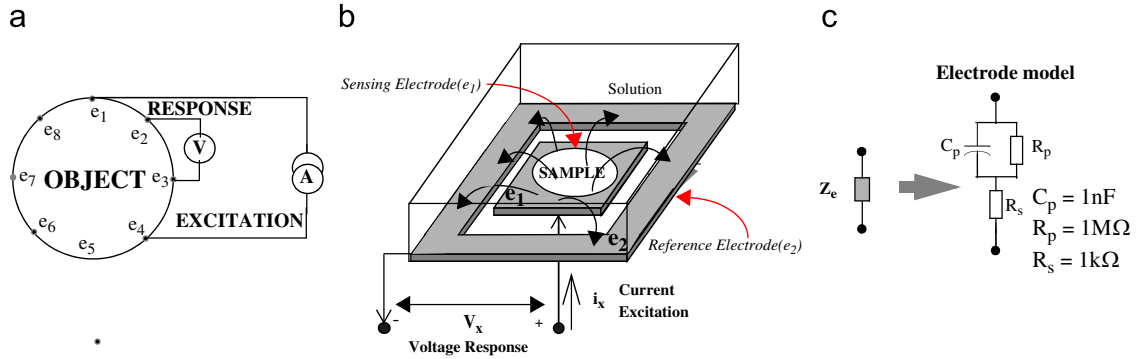 a
RESPONSE
e1
e2
e8
V
e7
OBJECT
e3
A
EXCITATION
e6
e4
e5
b
Sensing Electrode(e1)
Solution
SAMPLE
e1
e2
Reference Electrode(e2)
ix
Current
Excitation
-
Vx
+
Voltage Response
c
Electrode model
Cp
Rp
Ze
Rs
Cp = 1nF
Rp = 1MΩ
Rs = 1kΩ